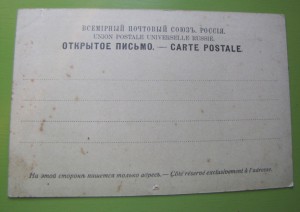 ВСЕМІРНЫЙ ПОЧТОВЫЙ СОЮЗЪ. РОССІЯ.
UNION POSTALE UNIVERSELLE RUSSIE.
ОТКРЫТОЕ ПИСЬМО. — CARTE POSTALE.
На этой сторонѣ пишется только адресъ. — Côté réservé exclusivement à l'adresse.